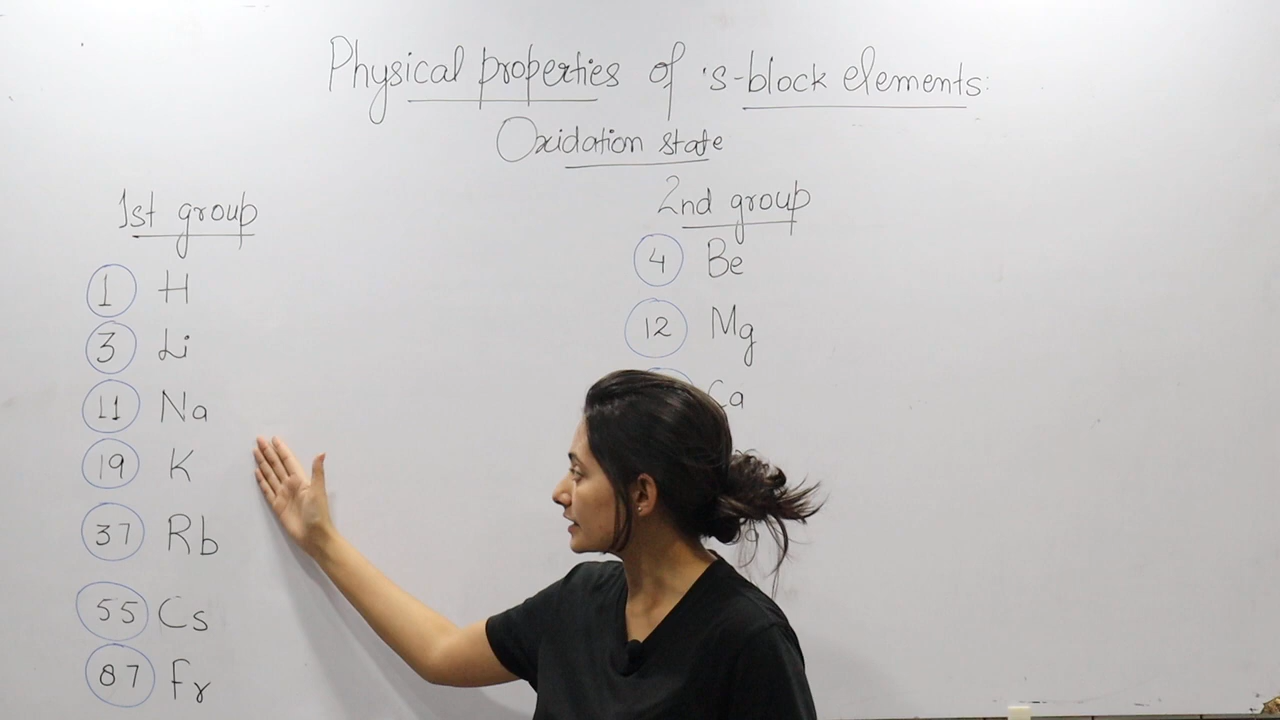 Physical properties of 's-block elements:
Oxidation state
1st group
1 H
3 Li
11 Na
19 K
37 Rb
55 Cs
87 Fr
2nd group
4 Be
12 Mg
Ca